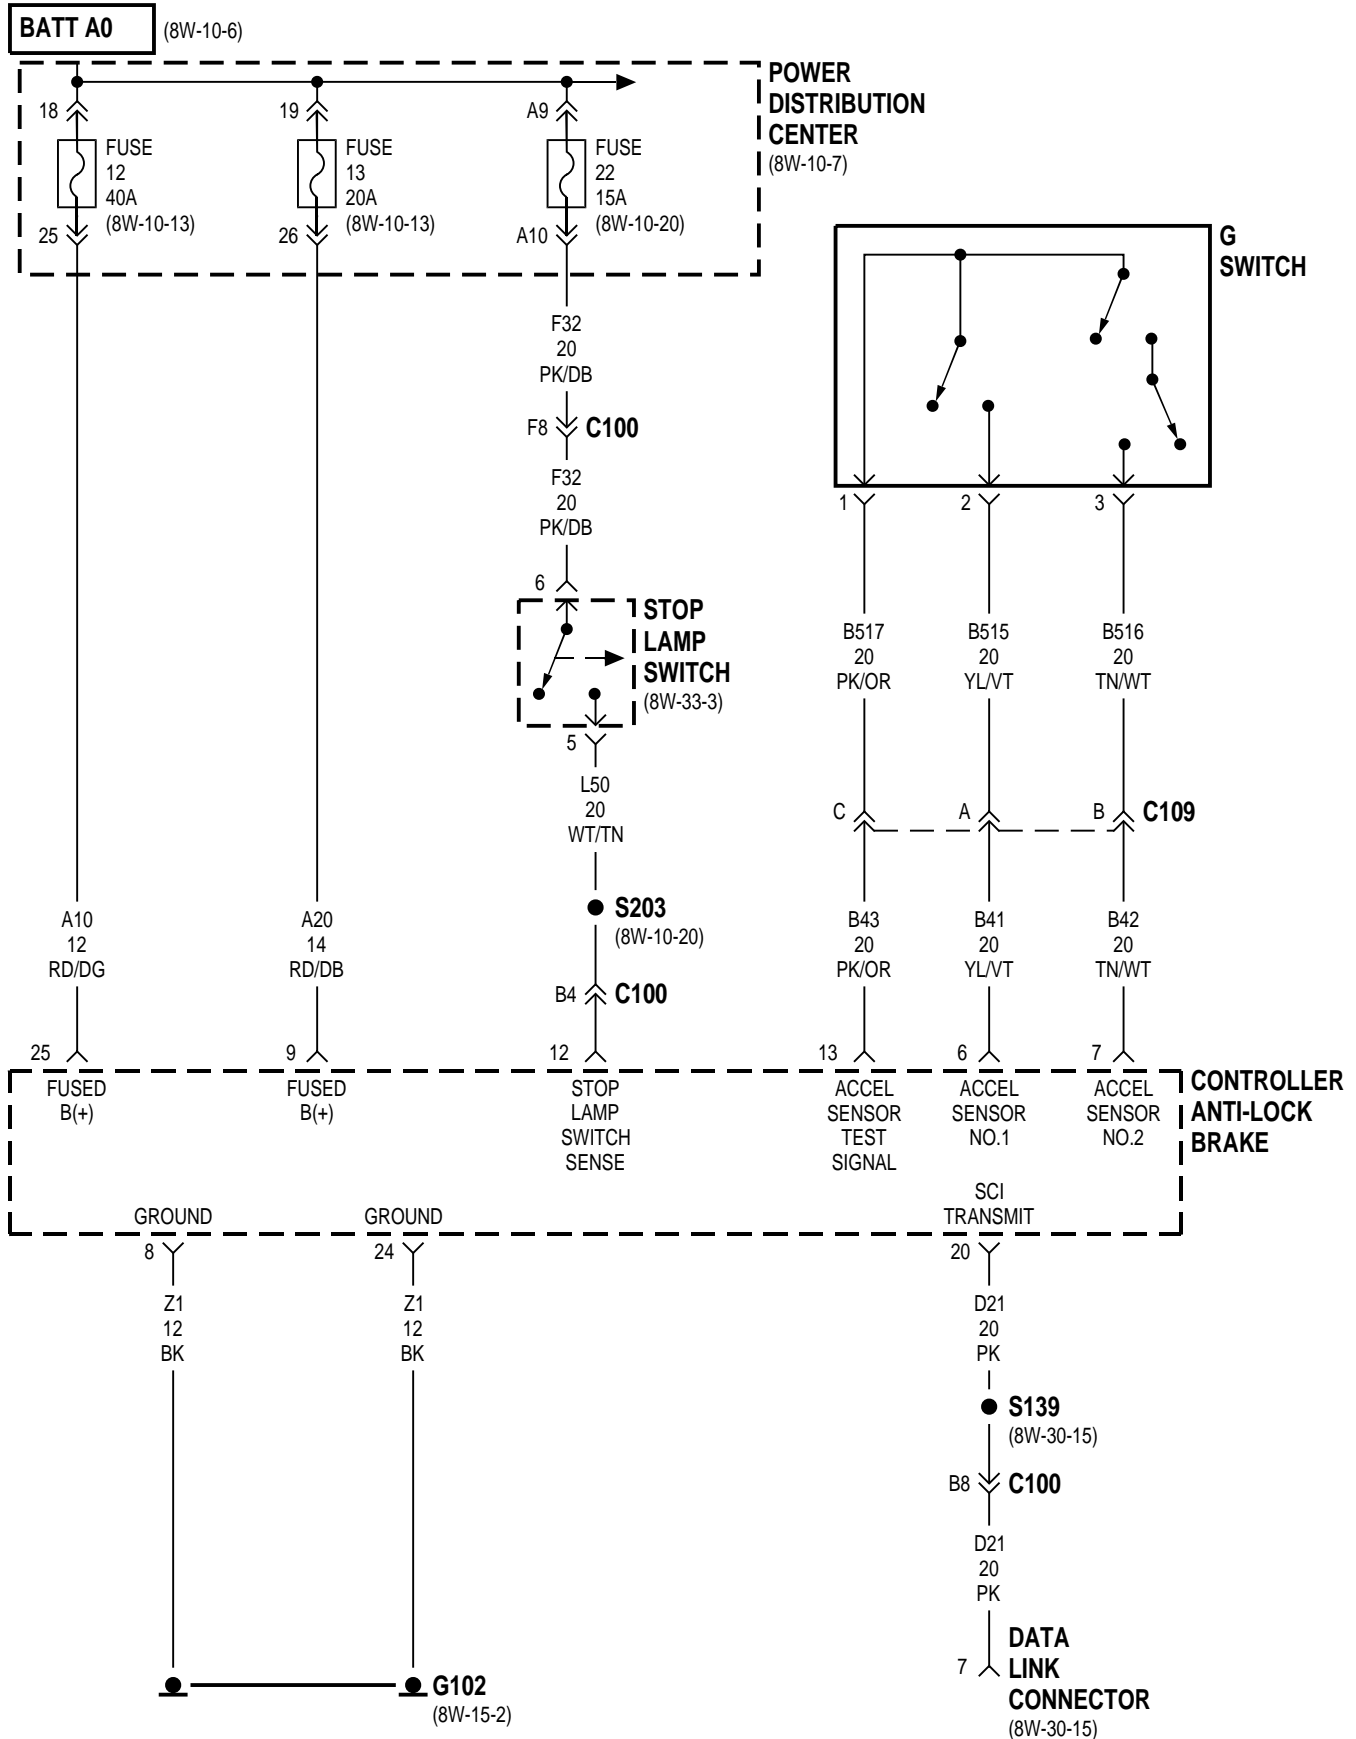 BATT A0 (8W-10-6)
POWER
DISTRIBUTION
CENTER
(8W-10-7)
18
FUSE
12
40A
(8W-10-13)
25
19
FUSE
13
20A
(8W-10-13)
26
A9
FUSE
22
15A
(8W-10-20)
A10
G
SWITCH
F32
20
PK/DB
F8 C100
F32
20
PK/DB
6
STOP
LAMP
SWITCH
(8W-33-3)
5
L50
20
WT/TN
S203
(8W-10-20)
B4 C100
1 2 3
B517
20
PK/OR
B515
20
YL/VT
B516
20
TN/WT
C A B C109
A10
12
RD/DG
A20
14
RD/DB
B43
20
PK/OR
B41
20
YL/VT
B42
20
TN/WT
25 9 12 13 6 7
FUSED
B(+)
FUSED
B(+)
STOP
LAMP
SWITCH
SENSE
ACCEL
SENSOR
TEST
SIGNAL
ACCEL
SENSOR
NO.1
ACCEL
SENSOR
NO.2
CONTROLLER
ANTI-LOCK
BRAKE
GROUND
GROUND
SCI
TRANSMIT
8 24 20
Z1
12
BK
Z1
12
BK
D21
20
PK
S139
(8W-30-15)
B8 C100
D21
20
PK
7
DATA
LINK
CONNECTOR
(8W-30-15)
G102
(8W-15-2)